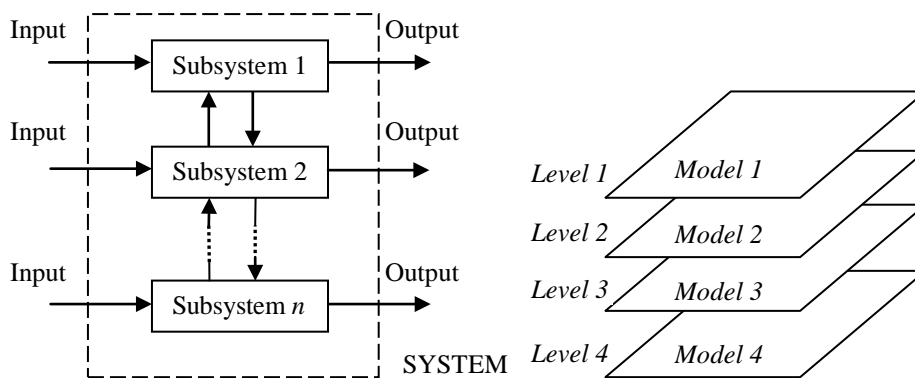 Input
Output
Subsystem 1
Input
Output
Subsystem 2
Input
Output
Subsystem n
SYSTEM
Level 1
Model 1
Level 2
Model 2
Level 3
Model 3
Level 4
Model 4